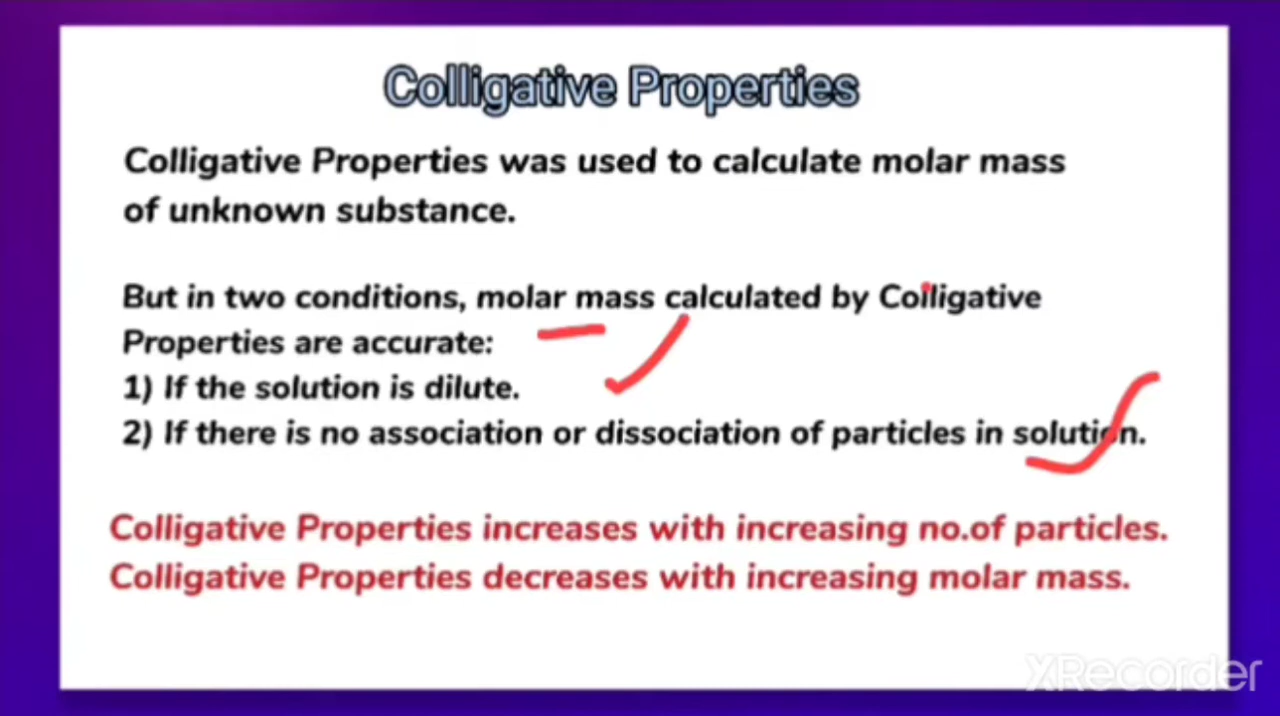 Colligative Properties
Colligative Properties was used to calculate molar mass
of unknown substance.
But in two conditions, molar mass calculated by Colligative
Properties are accurate:
1) If the solution is dilute.
2) If there is no association or dissociation of particles in solution.
Colligative Properties increases with increasing no.of particles.
Colligative Properties decreases with increasing molar mass.
XRecorder